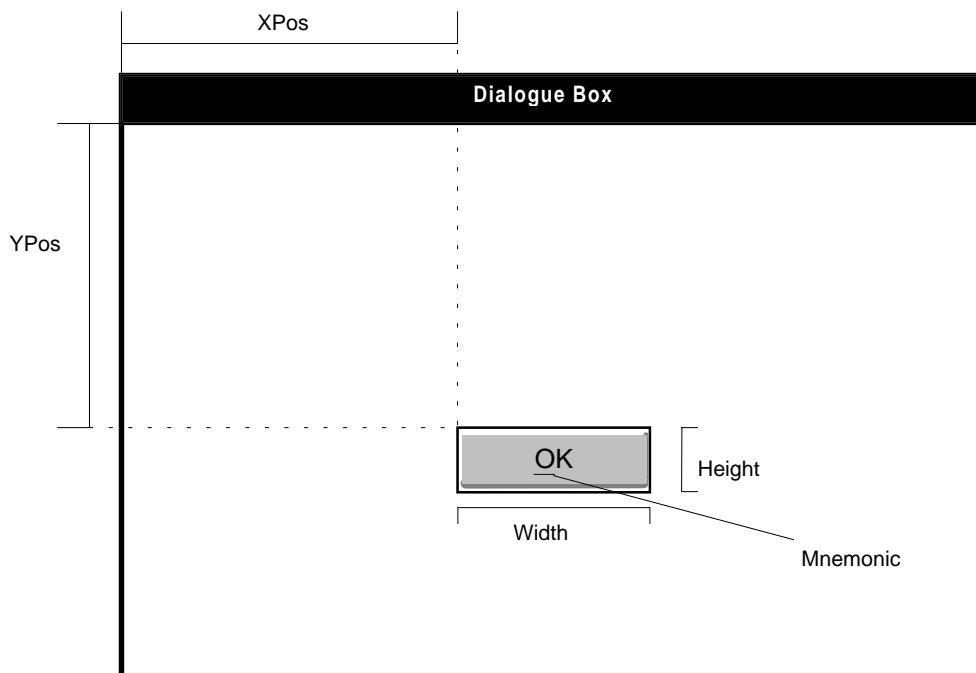 XPos
Dialogue Box
YPos
OK
Height
Width
Mnemonic